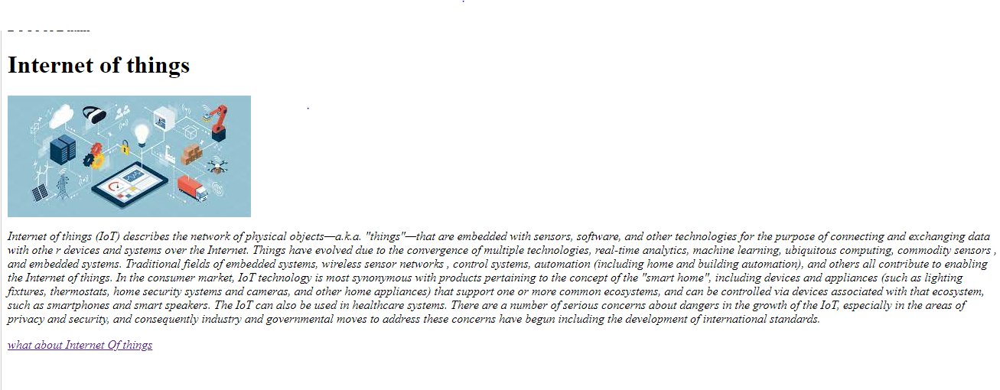 Internet of things
Internet of things (IoT) describes the network of physical objects—a.k.a. "things"—that are embedded with sensors, software, and other technologies for the purpose of connecting and exchanging data
with othe r devices and systems over the Internet. Things have evolved due to the convergence of multiple technologies, real-time analytics, machine learning, ubiquitous computing, commodity sensors ,
and embedded systems. Traditional fields of embedded systems, wireless sensor networks , control systems, automation (including home and building automation), and others all contribute to enabling
the Internet of things. In the consumer market, IoT technology is most synonymous with products pertaining to the concept of the "smart home", including devices and appliances (such as lighting
fixtures, thermostats, home security systems and cameras, and other home appliances) that support one or more common ecosystems, and can be controlled via devices associated with that ecosystem,
such as smartphones and smart speakers. The IoT can also be used in healthcare systems. There are a number of serious concerns about dangers in the growth of the IoT, especially in the areas of
privacy and security, and consequently industry and governmental moves to address these concerns have begun including the development of international standards.
what about Internet Of things